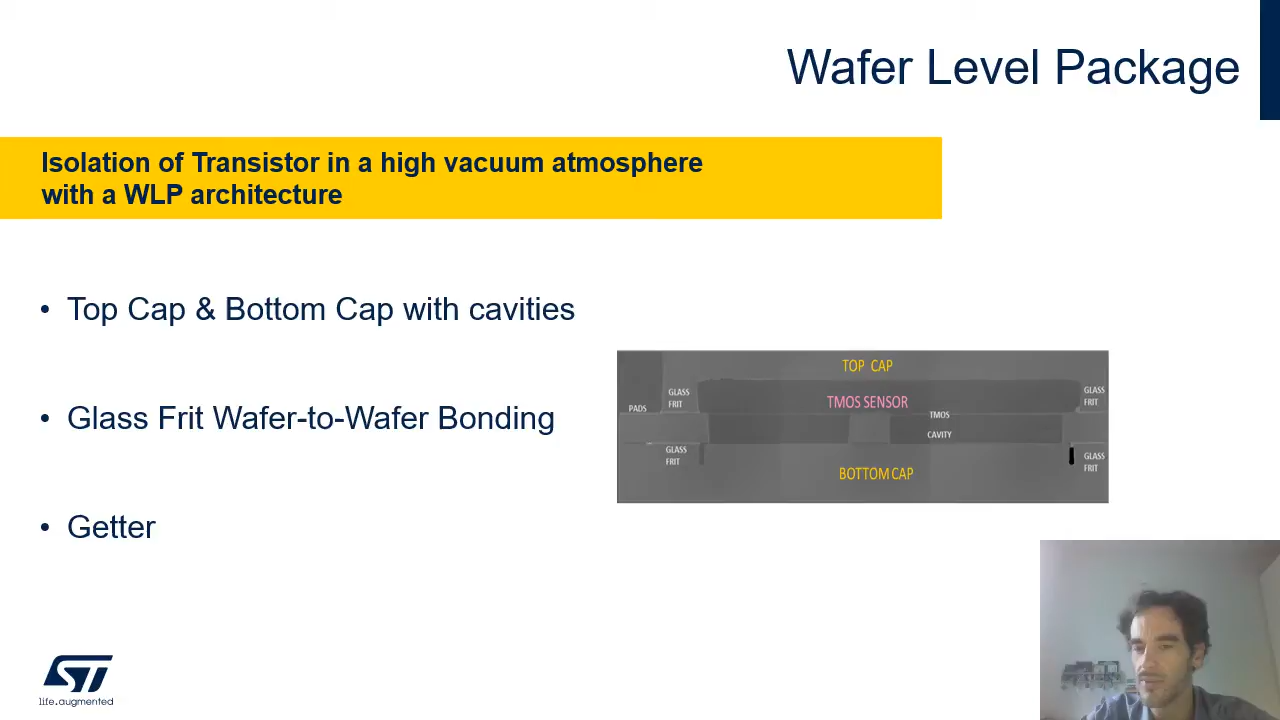 Wafer Level Package
Isolation of Transistor in a high vacuum atmosphere
with a WLP architecture
• Top Cap & Bottom Cap with cavities
• Glass Frit Wafer-to-Wafer Bonding
• Getter
TOP CAP
GLASS
FRIT
GLASS
FRIT
TMOS SENSOR
PADS
TMOS
CAVITY
GLASS
FRIT
GLASS
FRIT
BOTTOM CAP
ST
life.augmented